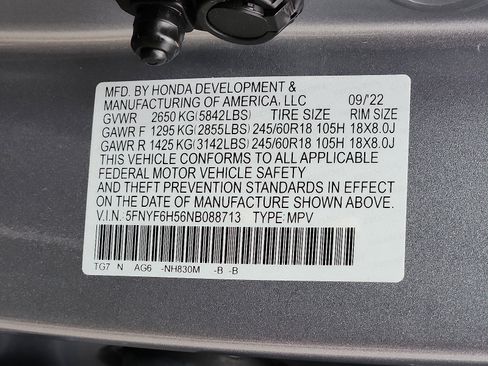 MFD. BY HONDA DEVELOPMENT &
MANUFACTURING OF AMERICA, LLC 09/'22
GVWR 2650 KG(5842LBS) TIRE SIZE RIM SIZE
GAWR F 1295 KG(2855LBS) 245/60R18 105H 18X8.0J
GAWR R 1425 KG(3142LBS) 245/60R18 105H 18X8.0J
THIS VEHICLE CONFORMS TO ALL APPLICABLE
FEDERAL MOTOR VEHICLE SAFETY
AND THEFT PREVENTION STANDARDS IN EFFECT
ON THE DATE OF MANUFACTURE SHOWN ABOVE.
V.I.N.: 5FNYF6H56NB088713 TYPE: MPV
TG7 N AG6 -NH830M -B -B